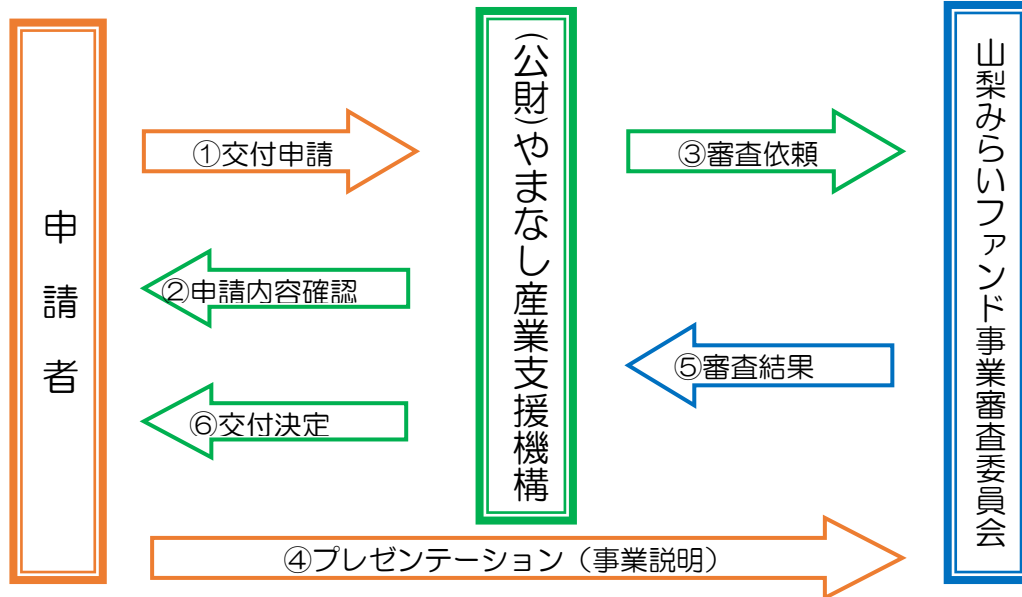 申請者
①交付申請
②申請内容確認
⑥交付決定
(公財)やまなし産業支援機構
③審査依頼
⑤審査結果
④プレゼンテーション（事業説明）
山梨みらいファンド事業審査委員会